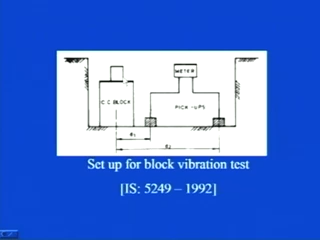 METER
C.C BLOCK
PICK-UPS
Set up for block vibration test
[IS: 5249 – 1992]